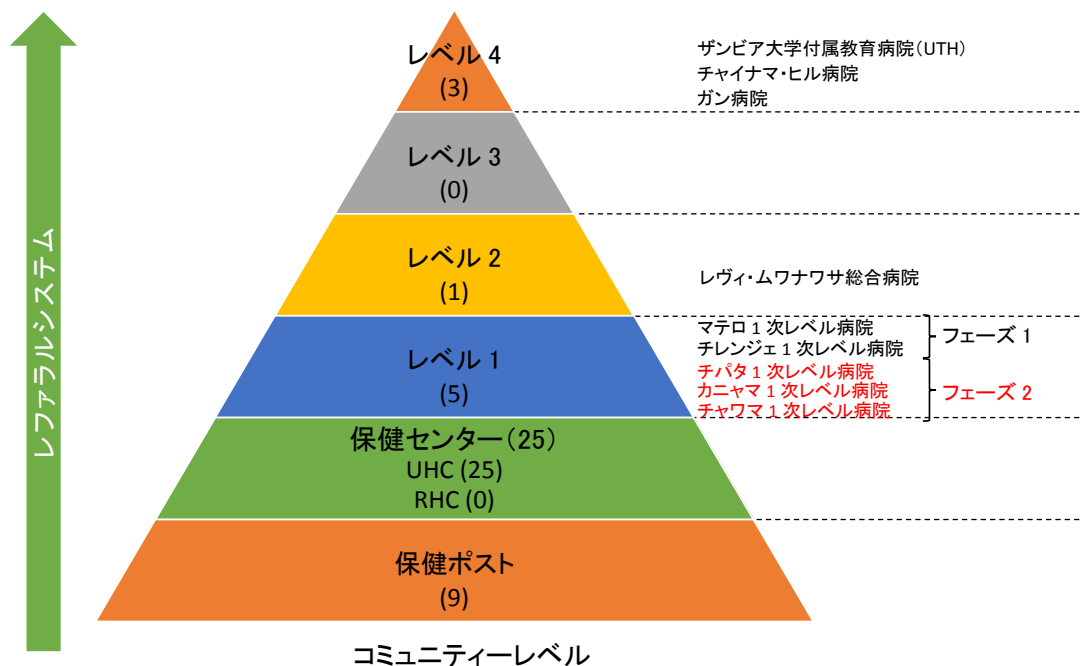 レファラルシステム
レベル 4
(3)
ザンビア大学付属教育病院(UTH)
チャイナマ・ヒル病院
ガン病院
レベル 3
(0)
レベル 2
(1)
レヴィ・ムワナワサ総合病院
レベル 1
(5)
マテロ 1 次レベル病院
チレンジェ 1 次レベル病院
フェーズ 1
チパタ 1 次レベル病院
カニャマ 1 次レベル病院
チャワマ 1 次レベル病院
フェーズ 2
保健センター(25)
UHC (25)
RHC (0)
保健ポスト
(9)
コミュニティーレベル